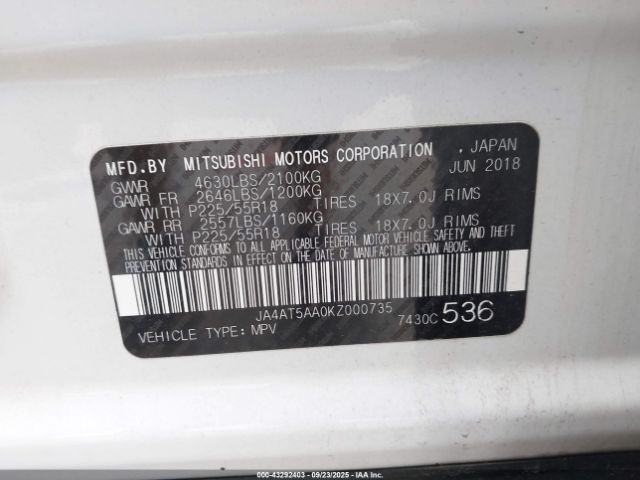 MFD.BY MITSUBISHI MOTORS CORPORATION , JAPAN
GVWR 4630LBS/2100KG JUN 2018
GAWR FR 2646LBS/1200KG
WITH P225/55R18 TIRES 18X7.0J RIMS
GAWR RR 2557LBS/1160KG
WITH P225/55R18 TIRES 18X7.0J RIMS
THIS VEHICLE CONFORMS TO ALL APPLICABLE FEDERAL MOTOR VEHICLE SAFETY AND THEFT
PREVENTION STANDARDS IN EFFECT ON THE DATE OF MANUFACTURE SHOWN ABOVE.
JA4AT5AA0KZ000735
VEHICLE TYPE:MPV 7430C 536
000-43292403 - 09/23/2025 - IAAI.COM